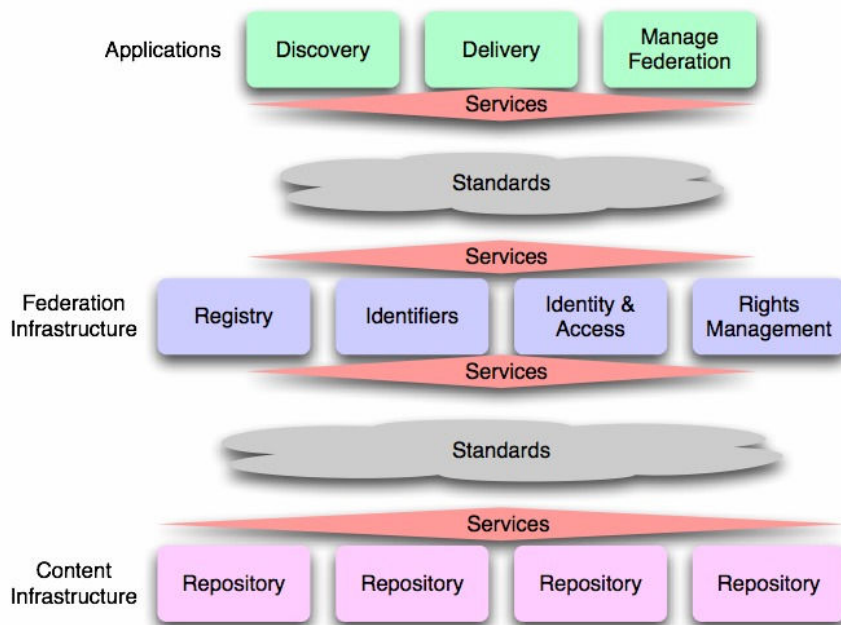 Applications
Discovery
Delivery
Manage
Federation
Services
Standards
Services
Federation
Infrastructure
Registry
Identifiers
Identity &
Access
Rights
Management
Services
Standards
Services
Content
Infrastructure
Repository
Repository
Repository
Repository